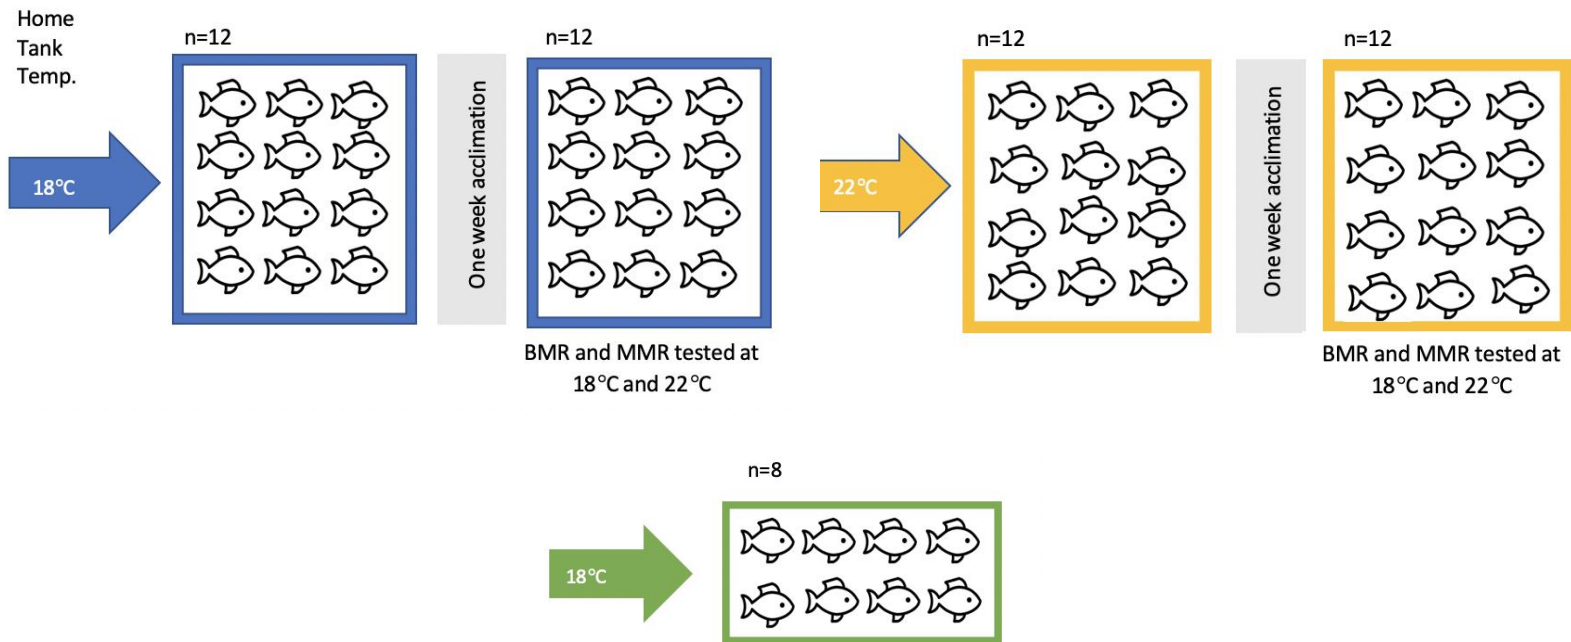 Home
Tank
Temp.
n=12
n=12
n=12
n=12
18°C
One week acclimation
22°C
One week acclimation
BMR and MMR tested at
18°C and 22°C
BMR and MMR tested at
18°C and 22°C
n=8
18°C